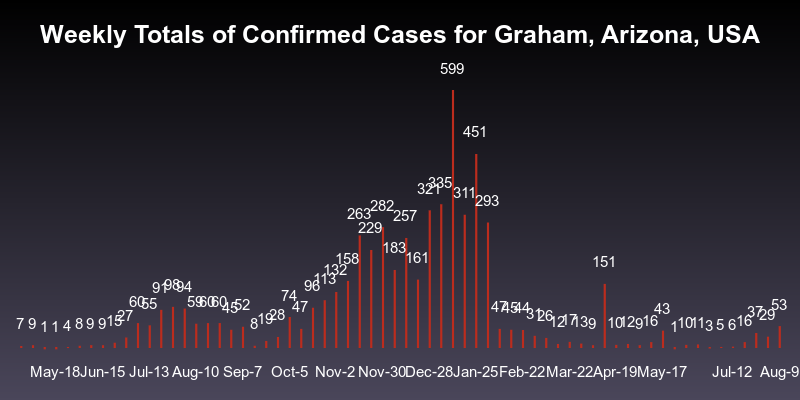 Weekly Totals of Confirmed Cases for Graham, Arizona, USA
7 9 1 1 4 8 9 9 15 27 60 55 91 98 94 59 60 60 45 52 8 19 28 74 47 96 113 132 158 263 229 282 183 257 161 321 335 599 311 451 293 47 45 44 31 26 12 17 13 9 151 10 12 9 16 43 1 10 11 3 5 6 16 37 29 53
May-18 Jun-15 Jul-13 Aug-10 Sep-7 Oct-5 Nov-2 Nov-30 Dec-28 Jan-25 Feb-22 Mar-22 Apr-19 May-17 Jul-12 Aug-9